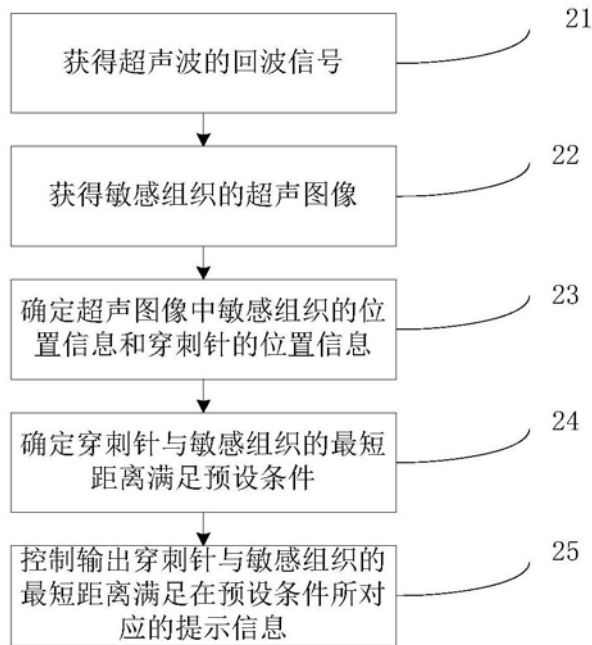 获得超声波的回波信号
21
获得敏感组织的超声图像
22
确定超声图像中敏感组织的位
置信息和穿刺针的位置信息
23
确定穿刺针与敏感组织的最短
距离满足预设条件
24
控制输出穿刺针与敏感组织的
最短距离满足在预设条件所对
应的提示信息
25